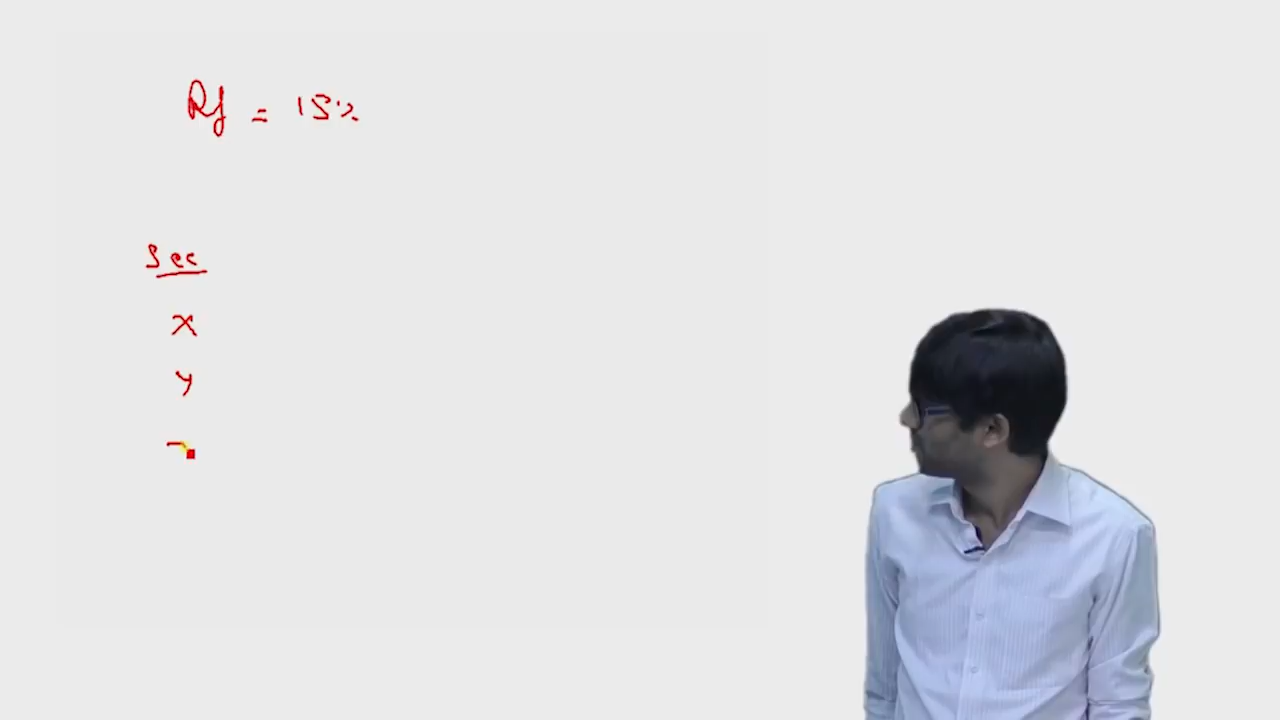 Rf = 15%
Sec
X
Y